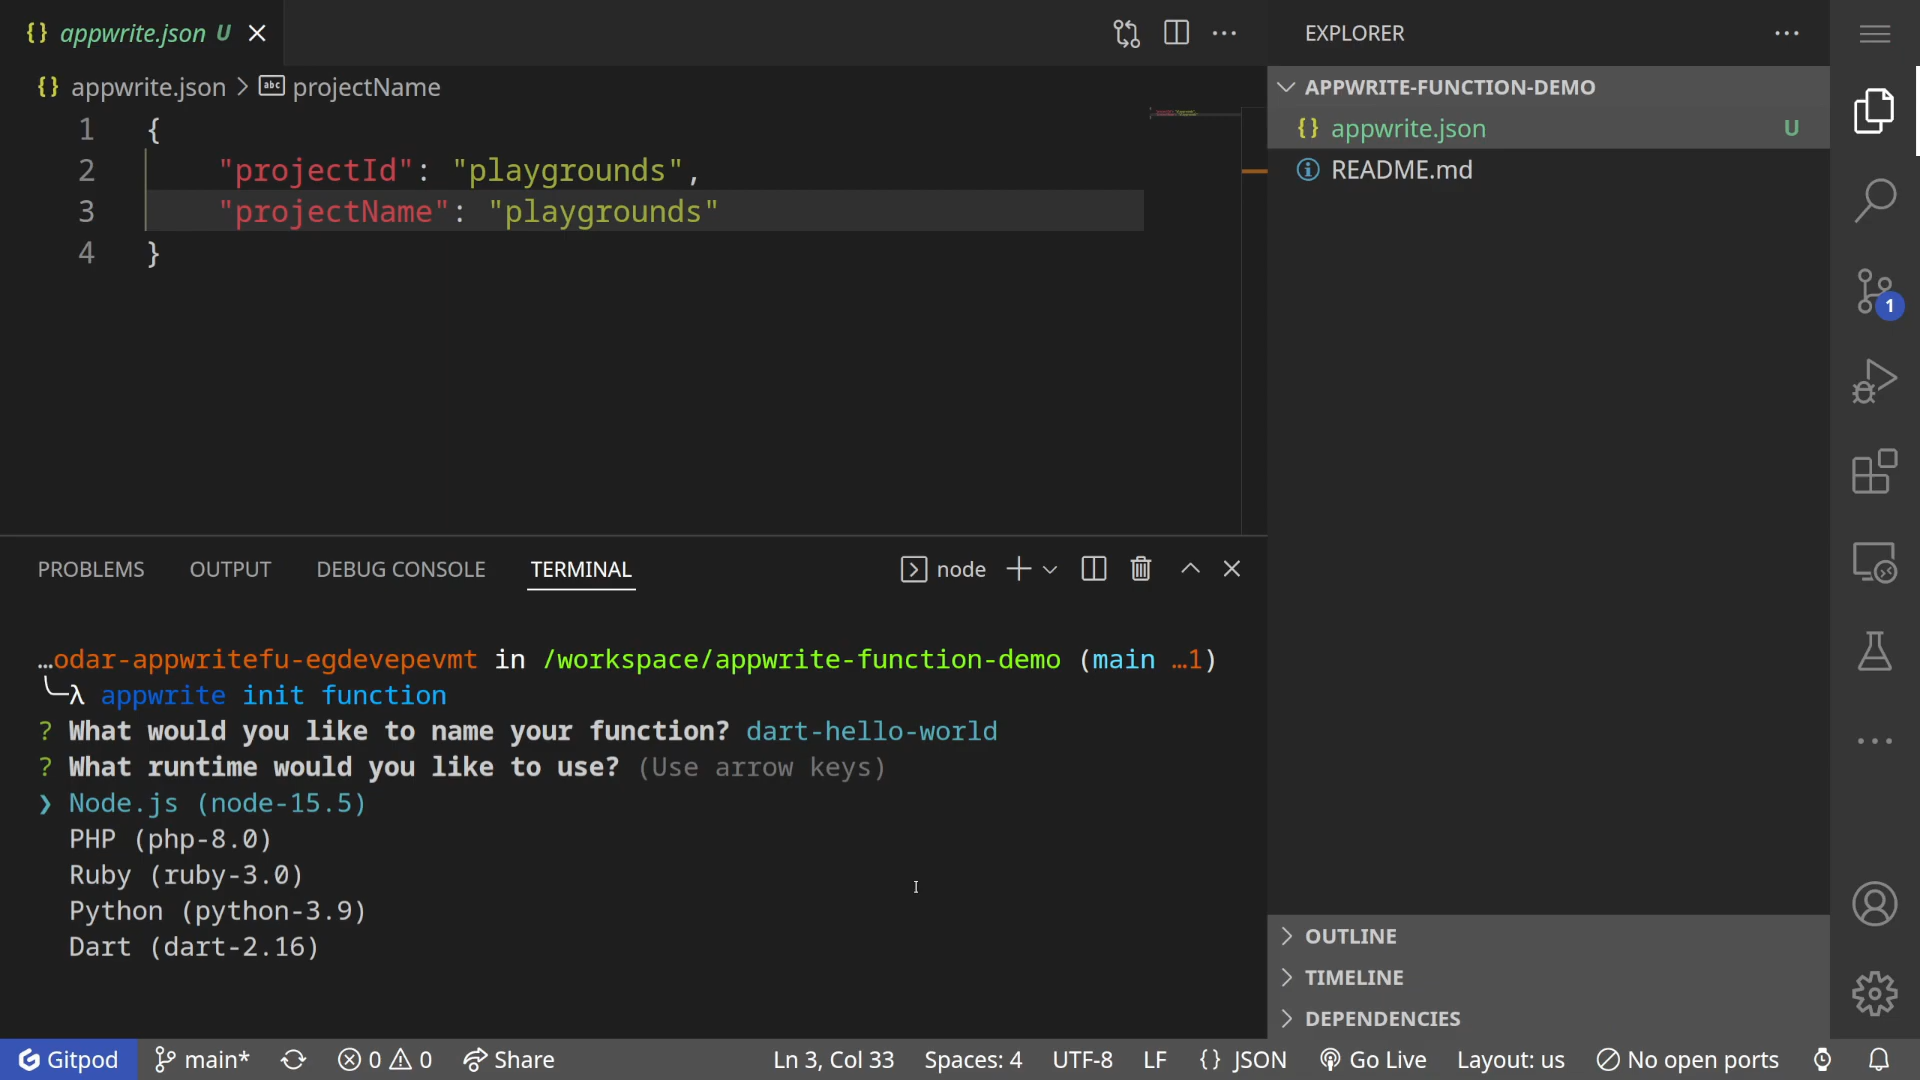 appwrite.json U
EXPLORER
appwrite.json > projectName
APPWRITE-FUNCTION-DEMO
appwrite.json U
README.md
1 {
2 "projectId": "playgrounds",
3 "projectName": "playgrounds"
4 }
1
PROBLEMS OUTPUT DEBUG CONSOLE TERMINAL
node
…odar-appwritefu-egdevepevmt in /workspace/appwrite-function-demo (main …1)
╰─λ appwrite init function
? What would you like to name your function? dart-hello-world
? What runtime would you like to use? (Use arrow keys)
❯ Node.js (node-15.5)
PHP (php-8.0)
Ruby (ruby-3.0)
Python (python-3.9)
Dart (dart-2.16)
OUTLINE
TIMELINE
DEPENDENCIES
Gitpod main* 0 0 Share Ln 3, Col 33 Spaces: 4 UTF-8 LF {} JSON Go Live Layout: us No open ports